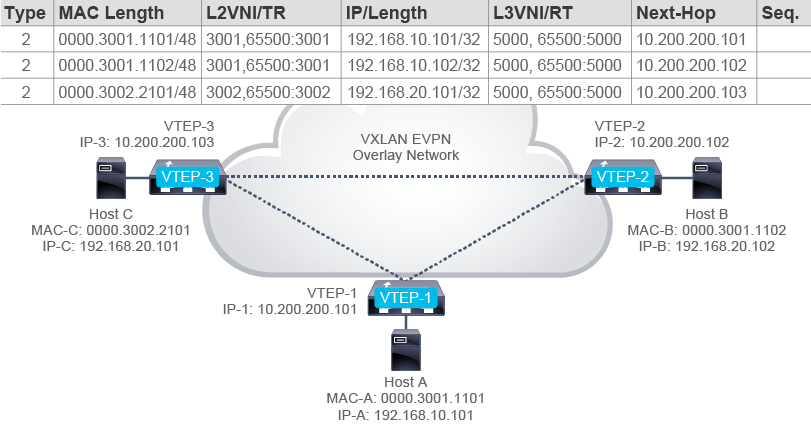 Type MAC Length L2VNI/TR IP/Length L3VNI/RT Next-Hop Seq.
2 0000.3001.1101/48 3001,65500:3001 192.168.10.101/32 5000, 65500:5000 10.200.200.101
2 0000.3001.1102/48 3001,65500:3001 192.168.10.102/32 5000, 65500:5000 10.200.200.102
2 0000.3002.2101/48 3002,65500:3002 192.168.20.101/32 5000, 65500:5000 10.200.200.103
VTEP-3
IP-3: 10.200.200.103
VXLAN EVPN
Overlay Network
VTEP-2
IP-2: 10.200.200.102
VTEP-3
VTEP-2
Host C
MAC-C: 0000.3002.2101
IP-C: 192.168.20.101
Host B
MAC-B: 0000.3001.1102
IP-B: 192.168.20.102
VTEP-1
IP-1: 10.200.200.101
VTEP-1
Host A
MAC-A: 0000.3001.1101
IP-A: 192.168.10.101